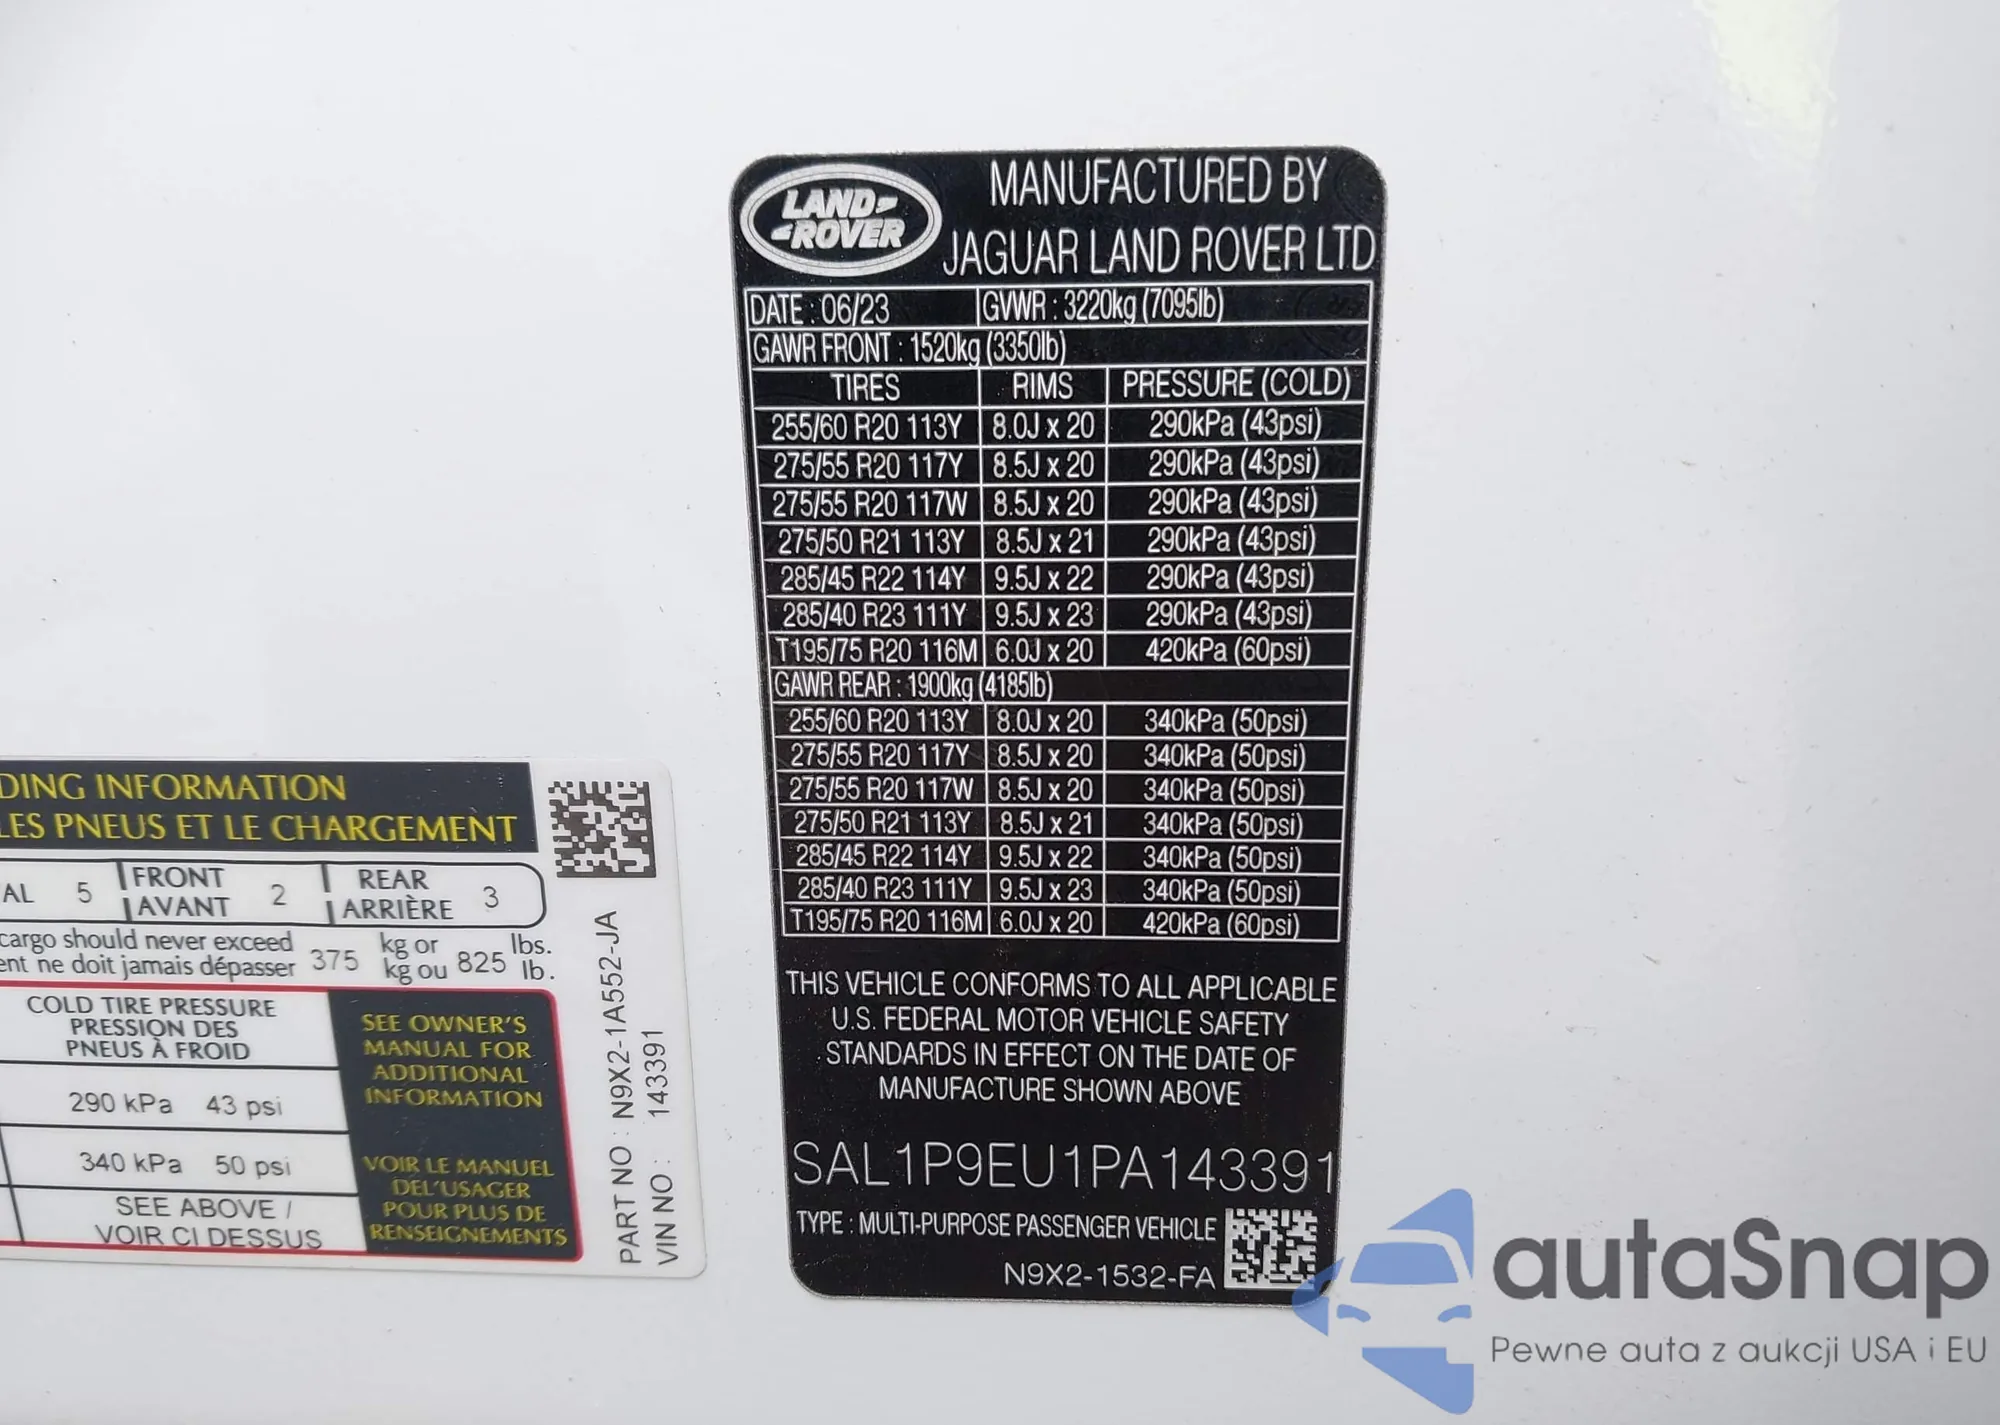 LAND-
-ROVER
MANUFACTURED BY
JAGUAR LAND ROVER LTD
DATE : 06/23 GVWR : 3220kg (7095lb)
GAWR FRONT : 1520kg (3350lb)
TIRES RIMS PRESSURE (COLD)
255/60 R20 113Y 8.0J x 20 290kPa (43psi)
275/55 R20 117Y 8.5J x 20 290kPa (43psi)
275/55 R20 117W 8.5J x 20 290kPa (43psi)
275/50 R21 113Y 8.5J x 21 290kPa (43psi)
285/45 R22 114Y 9.5J x 22 290kPa (43psi)
285/40 R23 111Y 9.5J x 23 290kPa (43psi)
T195/75 R20 116M 6.0J x 20 420kPa (60psi)
GAWR REAR : 1900kg (4185lb)
255/60 R20 113Y 8.0J x 20 340kPa (50psi)
275/55 R20 117Y 8.5J x 20 340kPa (50psi)
275/55 R20 117W 8.5J x 20 340kPa (50psi)
275/50 R21 113Y 8.5J x 21 340kPa (50psi)
285/45 R22 114Y 9.5J x 22 340kPa (50psi)
285/40 R23 111Y 9.5J x 23 340kPa (50psi)
T195/75 R20 116M 6.0J x 20 420kPa (60psi)
THIS VEHICLE CONFORMS TO ALL APPLICABLE
U.S. FEDERAL MOTOR VEHICLE SAFETY
STANDARDS IN EFFECT ON THE DATE OF
MANUFACTURE SHOWN ABOVE
SAL1P9EU1PA143391
TYPE : MULTI-PURPOSE PASSENGER VEHICLE
N9X2-1532-FA
DING INFORMATION
LES PNEUS ET LE CHARGEMENT
AL 5 FRONT 2 REAR 3
AVANT ARRIÈRE
cargo should never exceed 375 kg or 825 lbs.
ent ne doit jamais dépasser kg ou lb.
COLD TIRE PRESSURE
PRESSION DES
PNEUS À FROID
290 kPa 43 psi
340 kPa 50 psi
SEE ABOVE /
VOIR CI DESSUS
SEE OWNER'S
MANUAL FOR
ADDITIONAL
INFORMATION
VOIR LE MANUEL
DEL'USAGER
POUR PLUS DE
RENSEIGNEMENTS
PART NO : N9X2-1A552-JA
VIN NO : 143391
autaSnap
Pewne auta z aukcji USA i EU